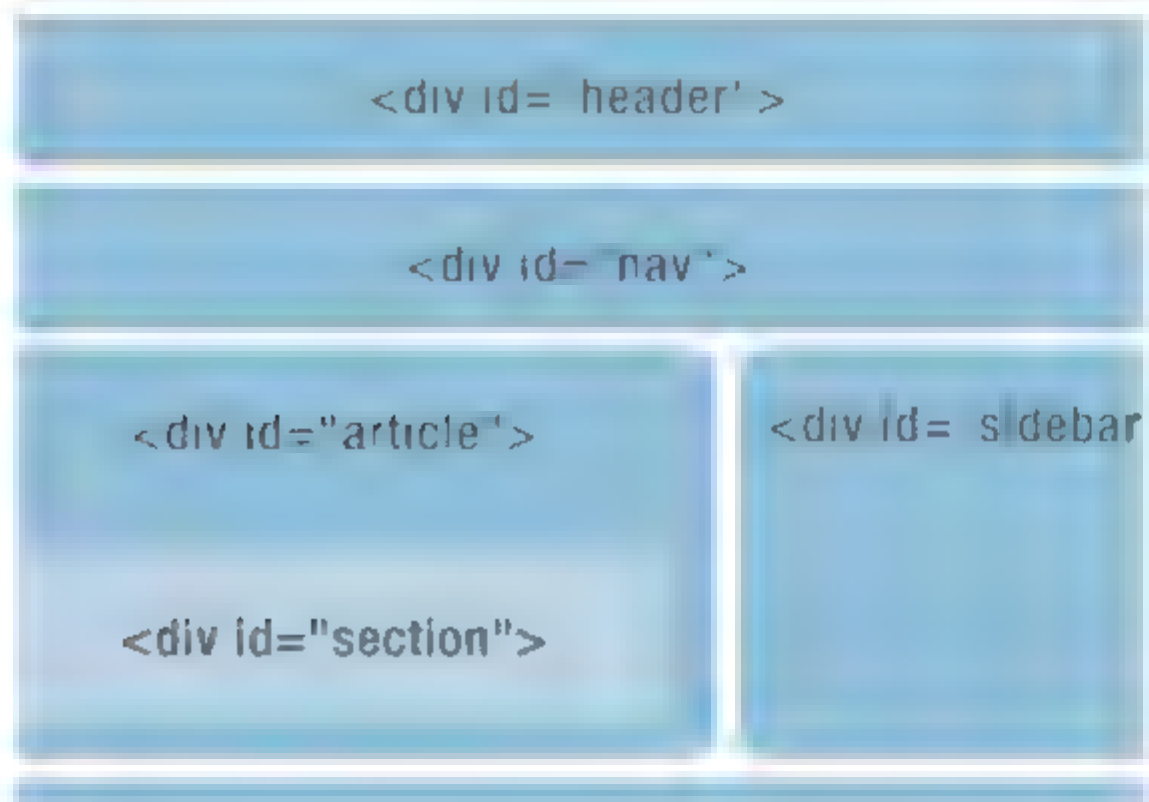 <div id="header">
<div id="nav">
<div id="article">
<div id="sidebar
<div id="section">